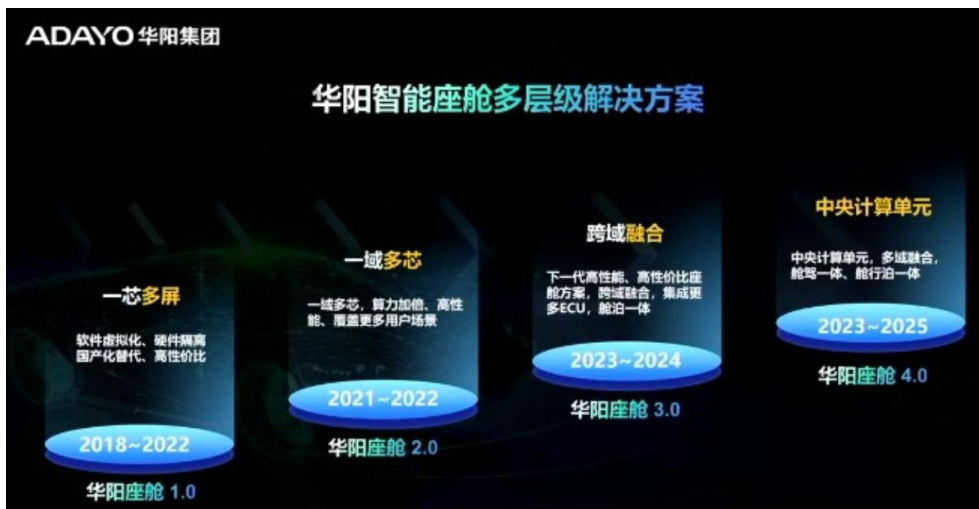 ADAYO 华阳集团
华阳智能座舱多层级解决方案
一芯多屏
软件虚拟化、硬件隔离
国产化替代、高性价比
2018~2022
华阳座舱 1.0
一域多芯
一域多芯，算力加倍、高性
能、覆盖更多用户场景
2021~2022
华阳座舱 2.0
跨域融合
下一代高性能、高性价比座
舱方案，跨域融合，集成更
多ECU，舱泊一体
2023~2024
华阳座舱 3.0
中央计算单元
中央计算单元，多域融合，
舱驾一体、舱行泊一体
2023~2025
华阳座舱 4.0